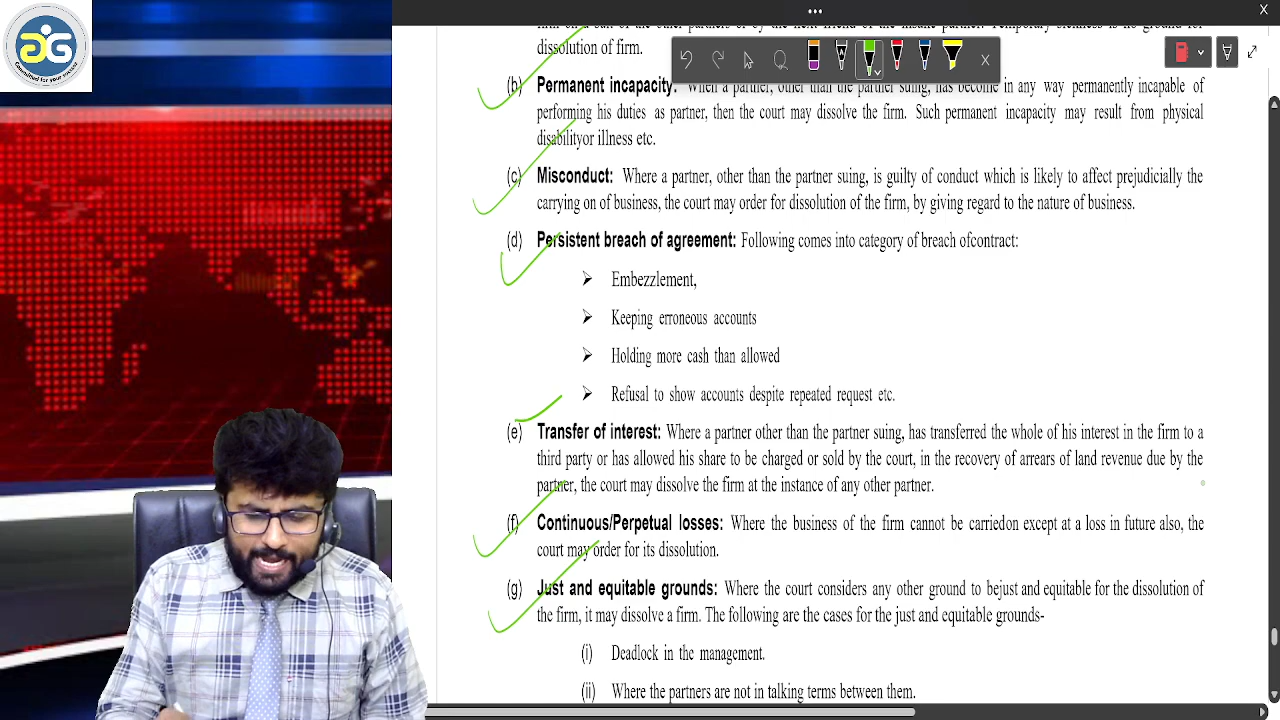 Committed for your success
dissolution of firm.
(b) Permanent incapacity: When a partner, other than the partner suing, has become in any way permanently incapable of
performing his duties as partner, then the court may dissolve the firm. Such permanent incapacity may result from physical
disabilityor illness etc.
(c) Misconduct: Where a partner, other than the partner suing, is guilty of conduct which is likely to affect prejudicially the
carrying on of business, the court may order for dissolution of the firm, by giving regard to the nature of business.
(d) Persistent breach of agreement: Following comes into category of breach ofcontract:
➢ Embezzlement,
➢ Keeping erroneous accounts
➢ Holding more cash than allowed
➢ Refusal to show accounts despite repeated request etc.
(e) Transfer of interest: Where a partner other than the partner suing, has transferred the whole of his interest in the firm to a
third party or has allowed his share to be charged or sold by the court, in the recovery of arrears of land revenue due by the
partner, the court may dissolve the firm at the instance of any other partner.
(f) Continuous/Perpetual losses: Where the business of the firm cannot be carriedon except at a loss in future also, the
court may order for its dissolution.
(g) Just and equitable grounds: Where the court considers any other ground to bejust and equitable for the dissolution of
the firm, it may dissolve a firm. The following are the cases for the just and equitable grounds-
(i) Deadlock in the management.
(ii) Where the partners are not in talking terms between them.